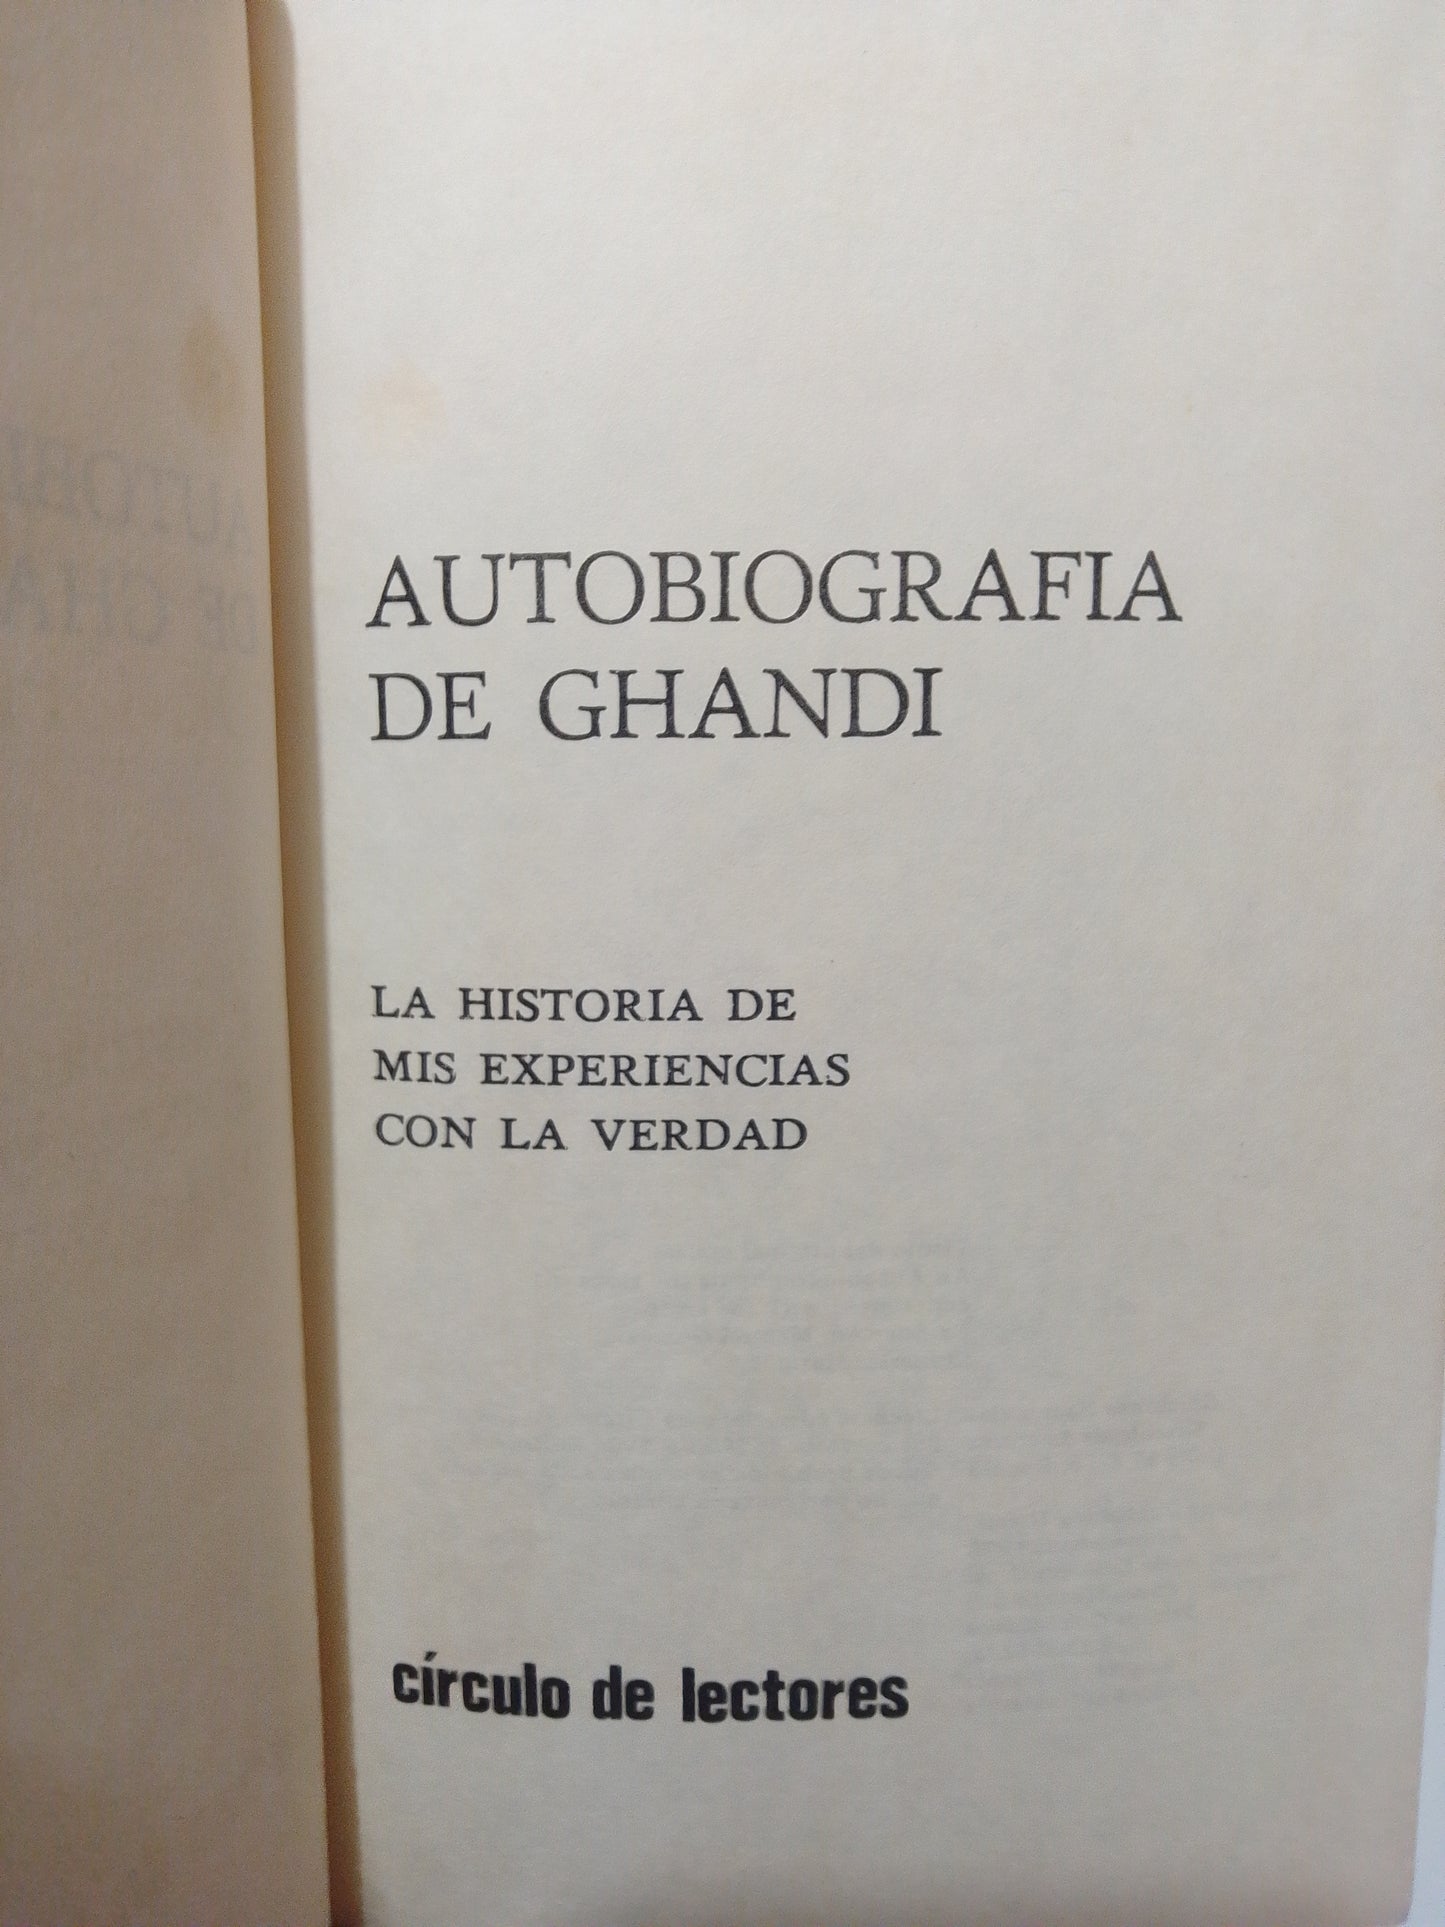 AUTOBIOGRAFIA
DE GHANDI
LA HISTORIA DE
MIS EXPERIENCIAS
CON LA VERDAD
círculo de lectores